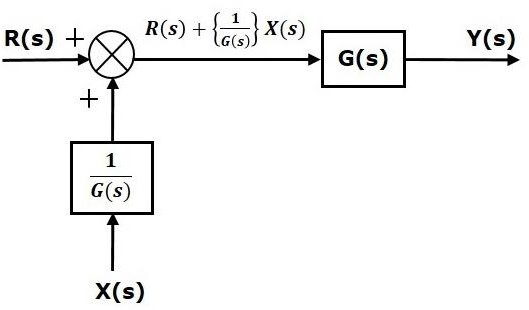 R(s) +
R(s) + {1/G(s)} X(s)
Y(s)
G(s)
+
1/G(s)
X(s)